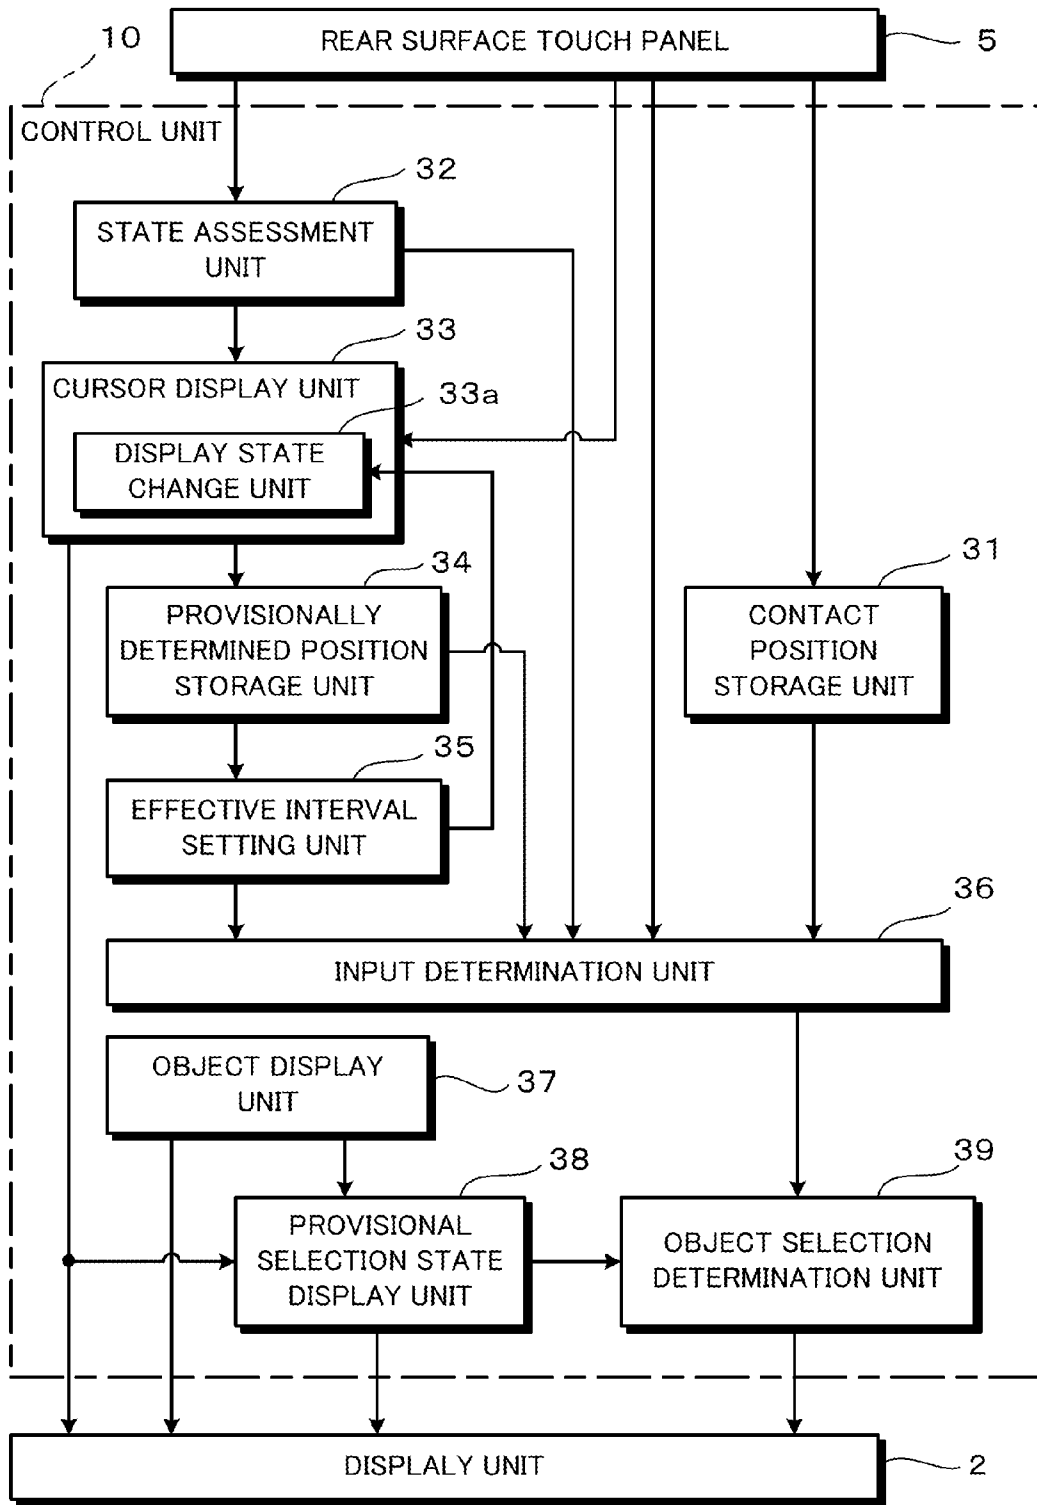 10
REAR SURFACE TOUCH PANEL
5
CONTROL UNIT
32
STATE ASSESSMENT
UNIT
33
CURSOR DISPLAY UNIT
33a
DISPLAY STATE
CHANGE UNIT
34
PROVISIONALLY
DETERMINED POSITION
STORAGE UNIT
31
CONTACT
POSITION
STORAGE UNIT
35
EFFECTIVE INTERVAL
SETTING UNIT
36
INPUT DETERMINATION UNIT
OBJECT DISPLAY
UNIT
37
38
PROVISIONAL
SELECTION STATE
DISPLAY UNIT
39
OBJECT SELECTION
DETERMINATION UNIT
DISPLALY UNIT
2